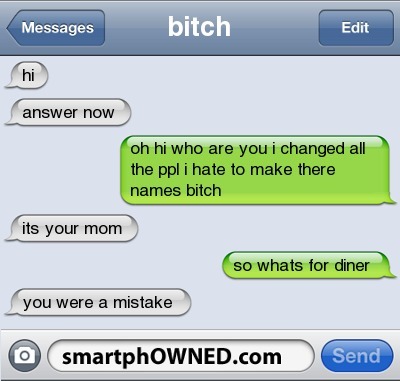 Messages
bitch
Edit
hi
answer now
oh hi who are you i changed all
the ppl i hate to make there
names bitch
its your mom
so whats for diner
you were a mistake
smartphOWNED.com
Send